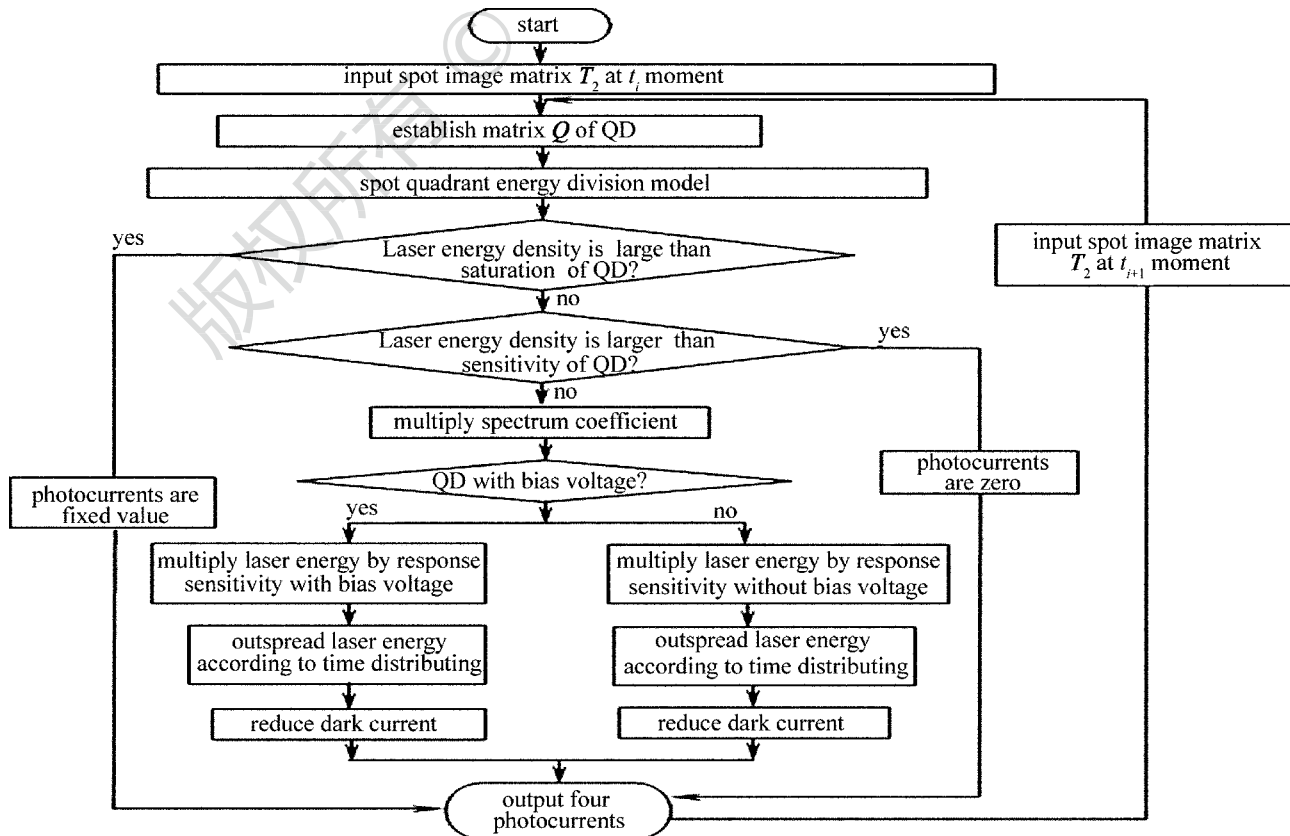 start
input spot image matrix T₂ at tᵢ moment
establish matrix Q of QD
spot quadrant energy division model
yes
Laser energy density is large than
saturation of QD?
input spot image matrix
T₂ at tᵢ₊₁ moment
no
Laser energy density is larger than
sensitivity of QD?
yes
no
multiply spectrum coefficient
QD with bias voltage?
photocurrents
are zero
photocurrents are
fixed value
yes
no
multiply laser energy by response
sensitivity with bias voltage
multiply laser energy by response
sensitivity without bias voltage
outspread laser energy
according to time distributing
outspread laser energy
according to time distributing
reduce dark current
reduce dark current
output four
photocurrents
版权所有 ©